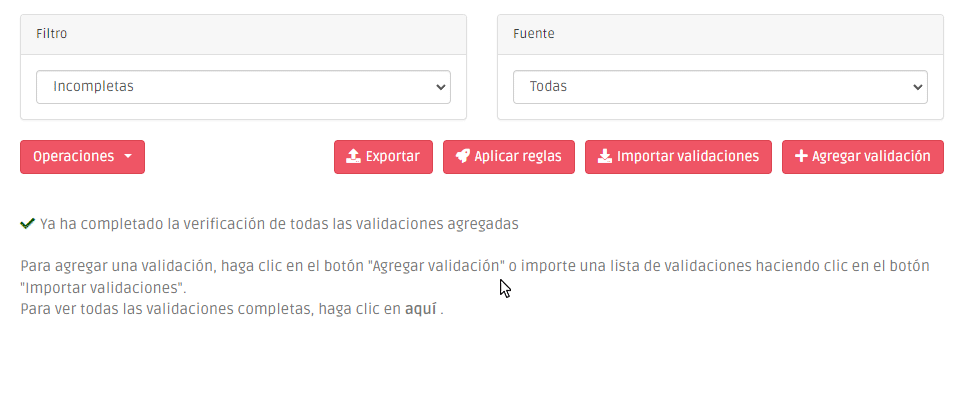 Filtro
Fuente
Incompletas
Todas
Operaciones
Exportar
Aplicar reglas
Importar validaciones
Agregar validación
Ya ha completado la verificación de todas las validaciones agregadas
Para agregar una validación, haga clic en el botón "Agregar validación" o importe una lista de validaciones haciendo clic en el botón
"Importar validaciones".
Para ver todas las validaciones completas, haga clic en aquí .